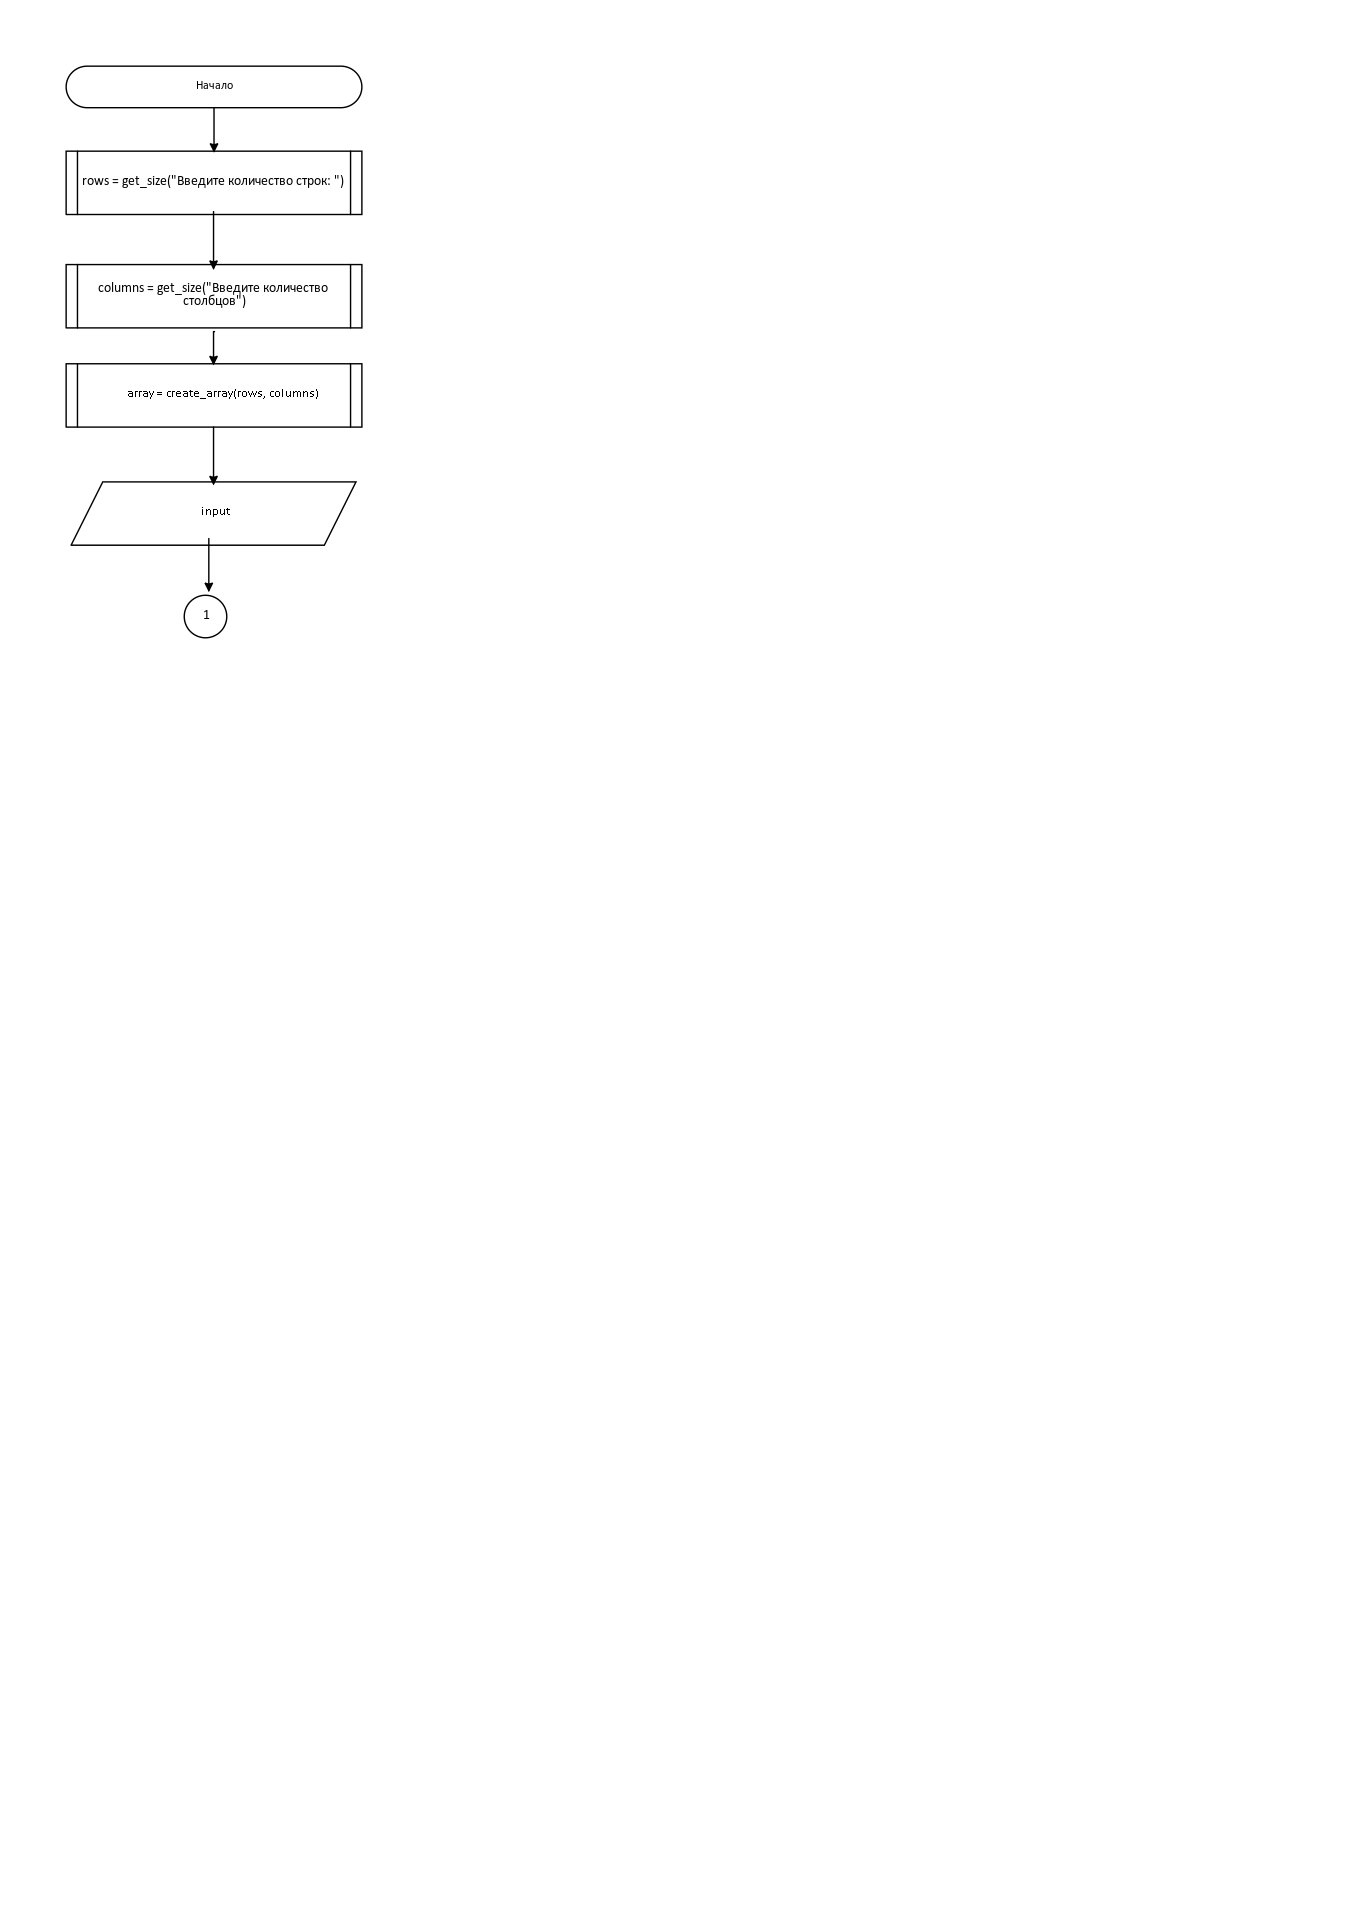 Начало
rows = get_size("Введите количество строк: ")
columns = get_size("Введите количество
столбцов")
array = create_array(rows, columns)
input
1